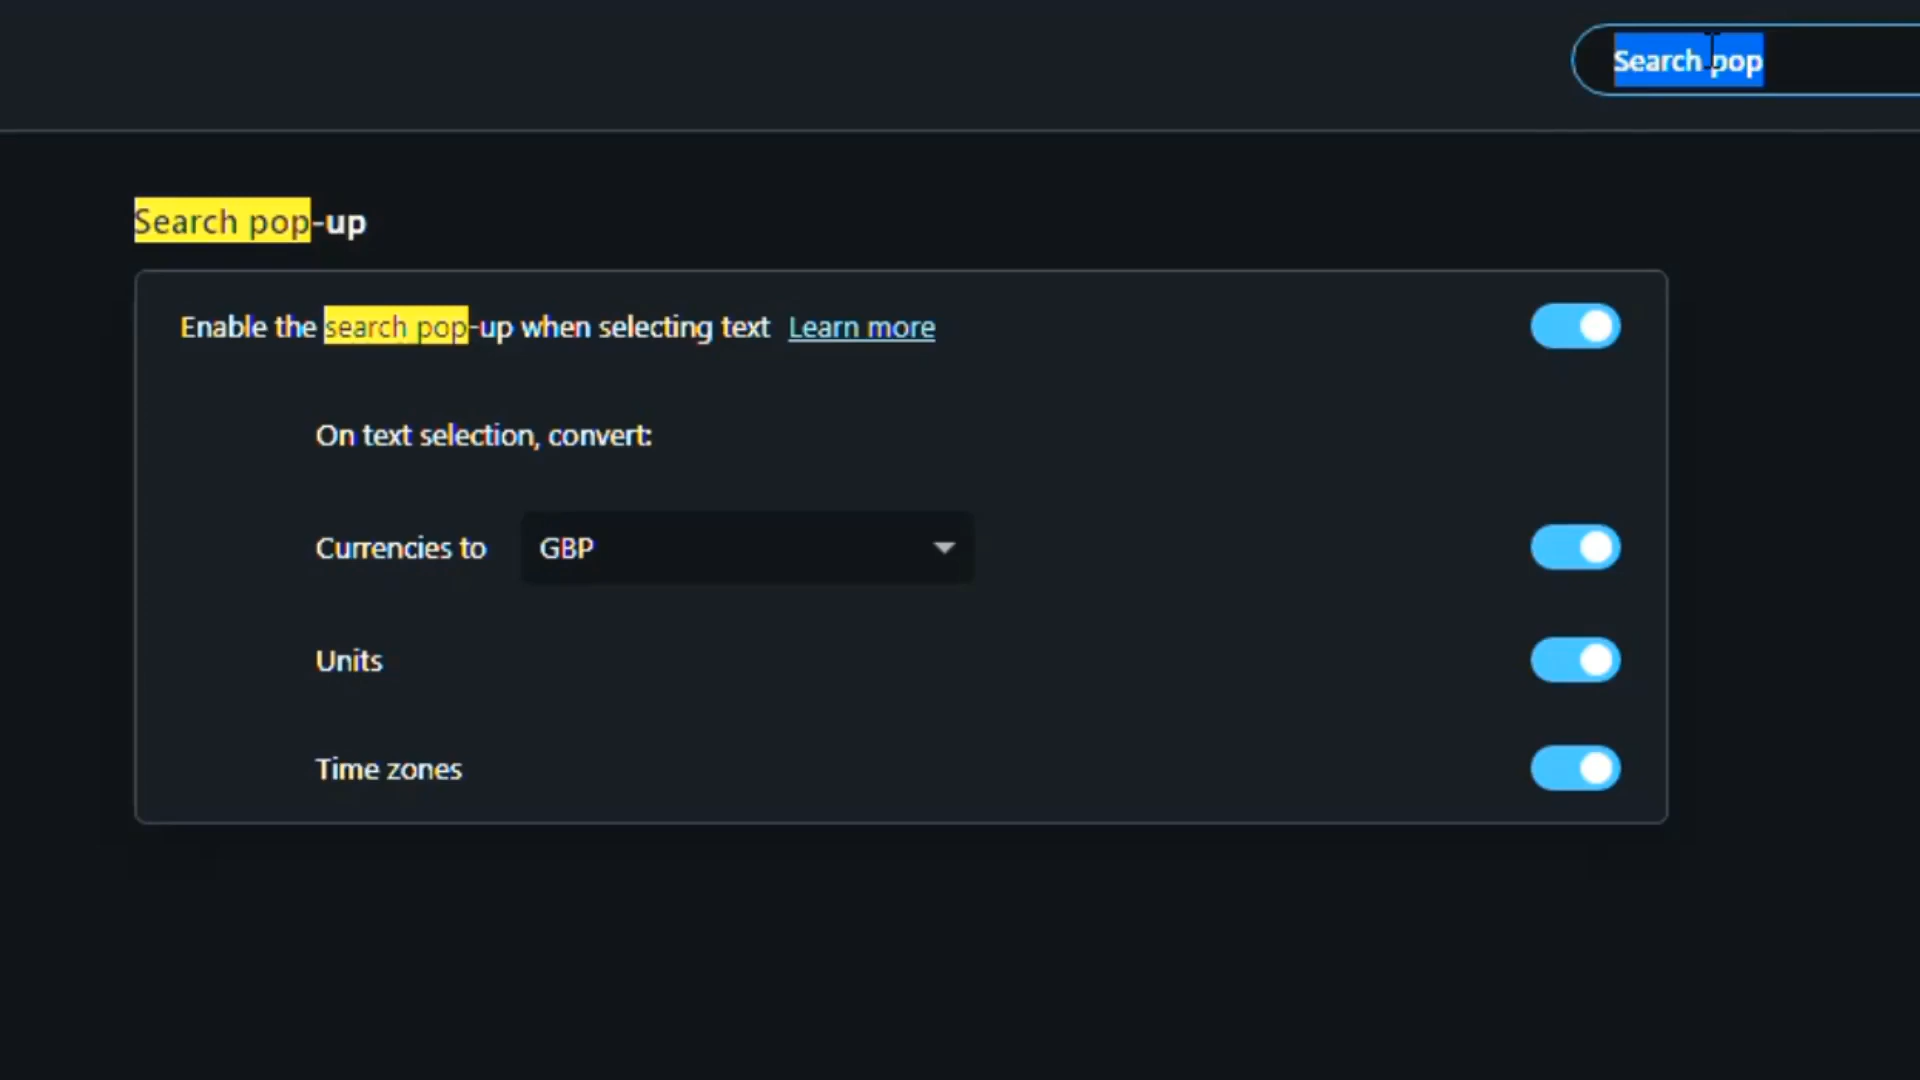 Search pop
Search pop-up
Enable the search pop-up when selecting text Learn more
On text selection, convert:
Currencies to GBP
Units
Time zones